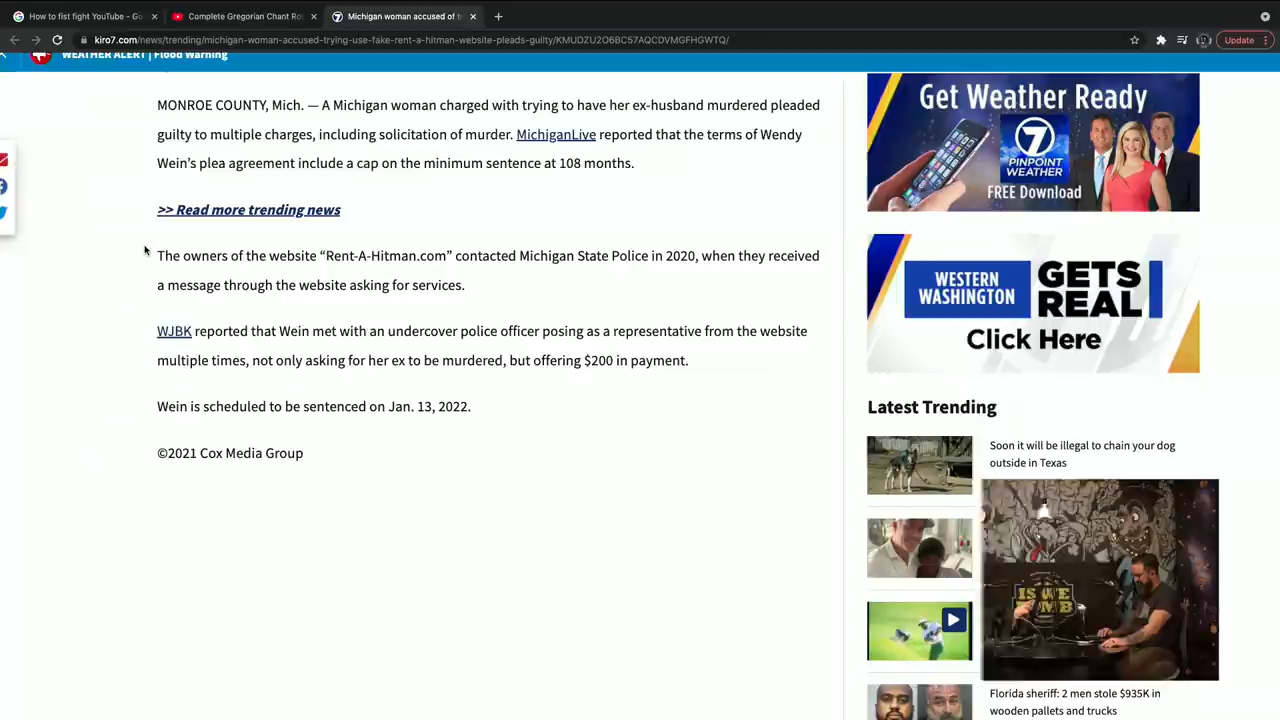 How to fist fight YouTube - Go
Complete Gregorian Chant Ro
Michigan woman accused of t
kiro7.com/news/trending/michigan-woman-accused-trying-use-fake-rent-a-hitman-website-pleads-guilty/KMUDZU2O6BC57AQCDVMGFHGWTQ/
Update
WEATHER ALERT | Flood Warning
MONROE COUNTY, Mich. — A Michigan woman charged with trying to have her ex-husband murdered pleaded
guilty to multiple charges, including solicitation of murder. MichiganLive reported that the terms of Wendy
Wein’s plea agreement include a cap on the minimum sentence at 108 months.
>> Read more trending news
The owners of the website “Rent-A-Hitman.com” contacted Michigan State Police in 2020, when they received
a message through the website asking for services.
WJBK reported that Wein met with an undercover police officer posing as a representative from the website
multiple times, not only asking for her ex to be murdered, but offering $200 in payment.
Wein is scheduled to be sentenced on Jan. 13, 2022.
©2021 Cox Media Group
Get Weather Ready
7
PINPOINT
WEATHER
FREE Download
WESTERN
WASHINGTON
GETS
REAL
Click Here
Latest Trending
Soon it will be illegal to chain your dog
outside in Texas
Florida sheriff: 2 men stole $935K in
wooden pallets and trucks